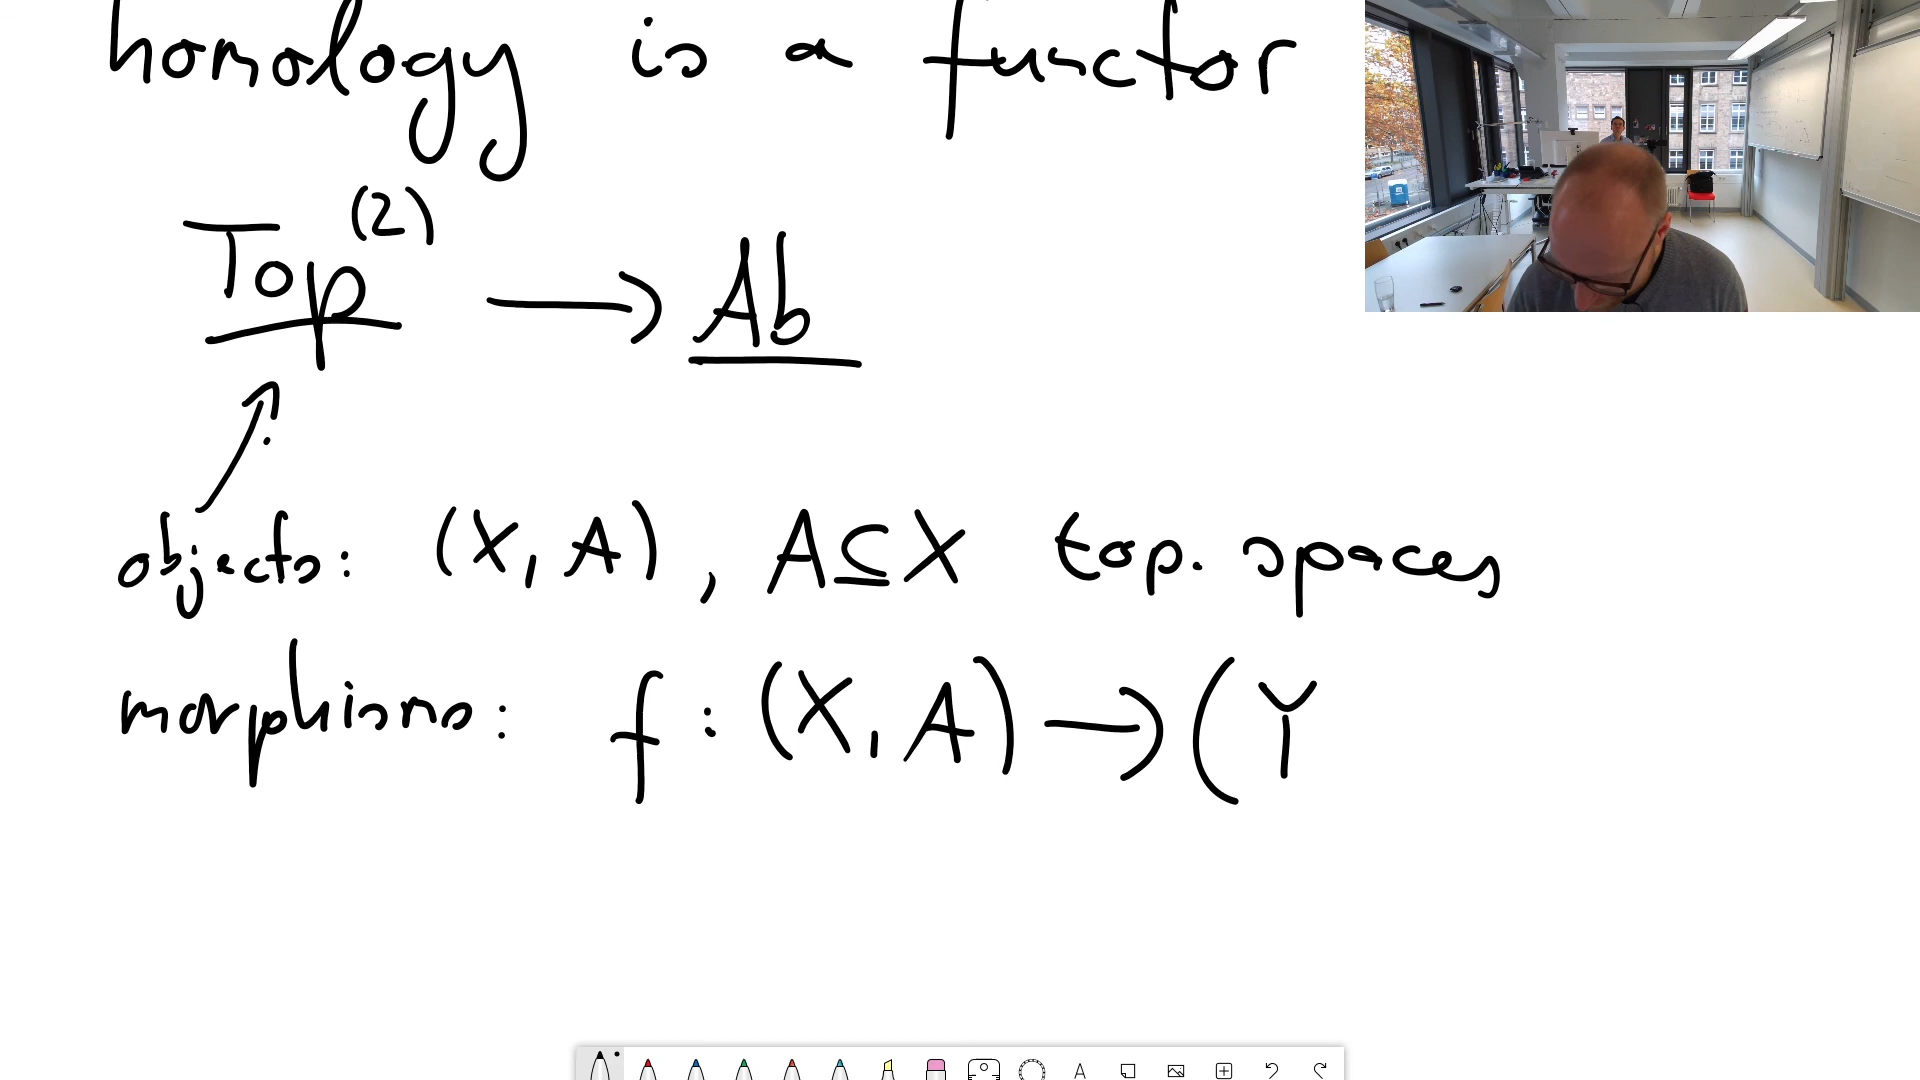 homology is a functor
Top(2) → Ab
objects: (X, A), A⊆X top. spaces
morphisms: f : (X, A) → (Y